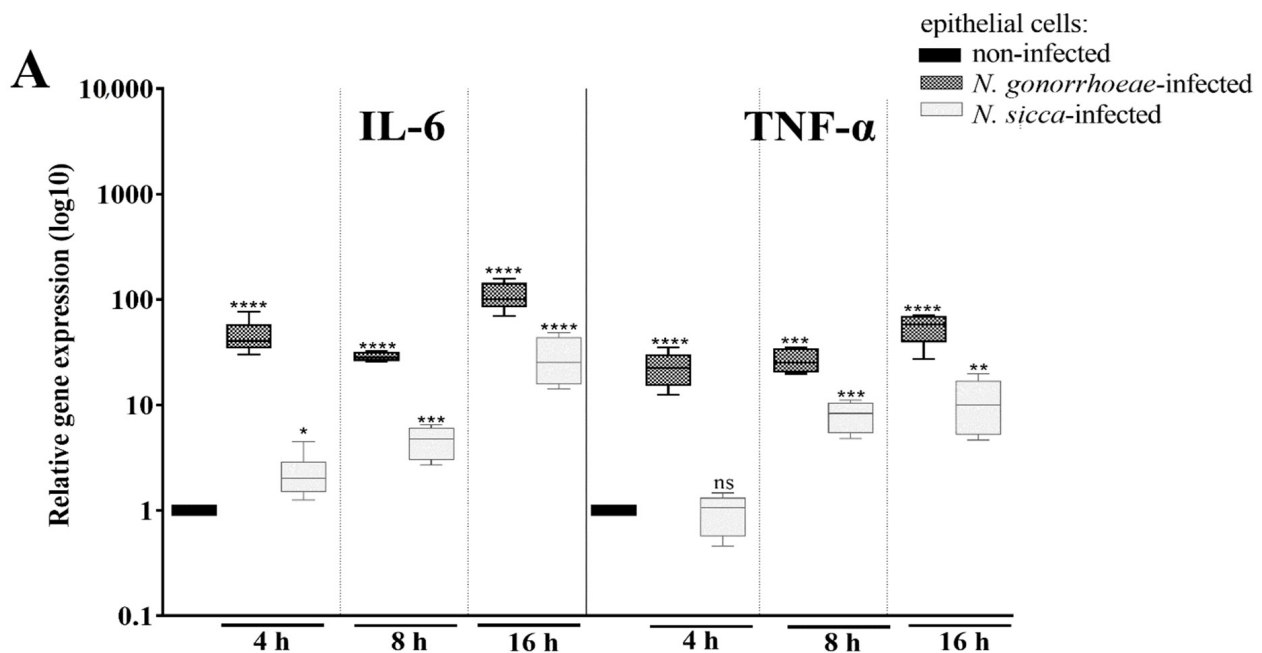 A
epithelial cells:
non-infected
N. gonorrhoeae-infected
N. sicca-infected
IL-6
TNF-α
Relative gene expression (log10)
10,000
1000
100
10
1
0.1
****
*
****
***
****
****
****
ns
***
***
****
**
4 h
8 h
16 h
4 h
8 h
16 h